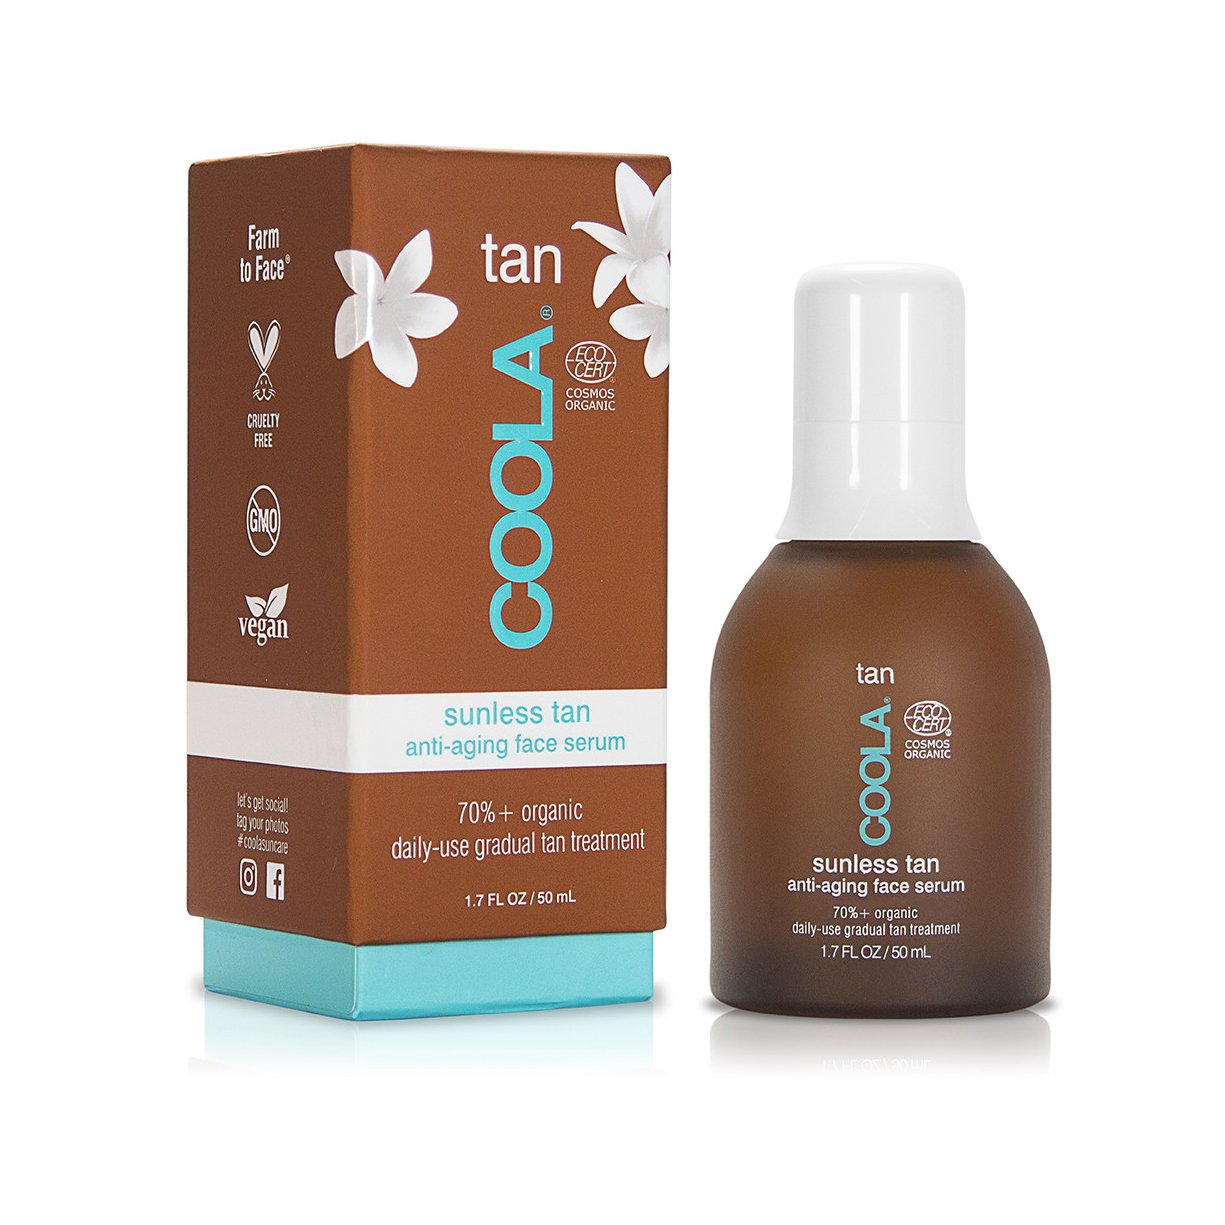 Farm
to Face®
CRUELTY
FREE
GMO
vegan
let's get social!
tag your photos
#coolasuncare
tan
COOLA®
ECO
CERT®
COSMOS
ORGANIC
sunless tan
anti-aging face serum
70%+ organic
daily-use gradual tan treatment
1.7 FL OZ / 50 mL
tan
COOLA®
ECO
CERT®
COSMOS
ORGANIC
sunless tan
anti-aging face serum
70%+ organic
daily-use gradual tan treatment
1.7 FL OZ / 50 mL